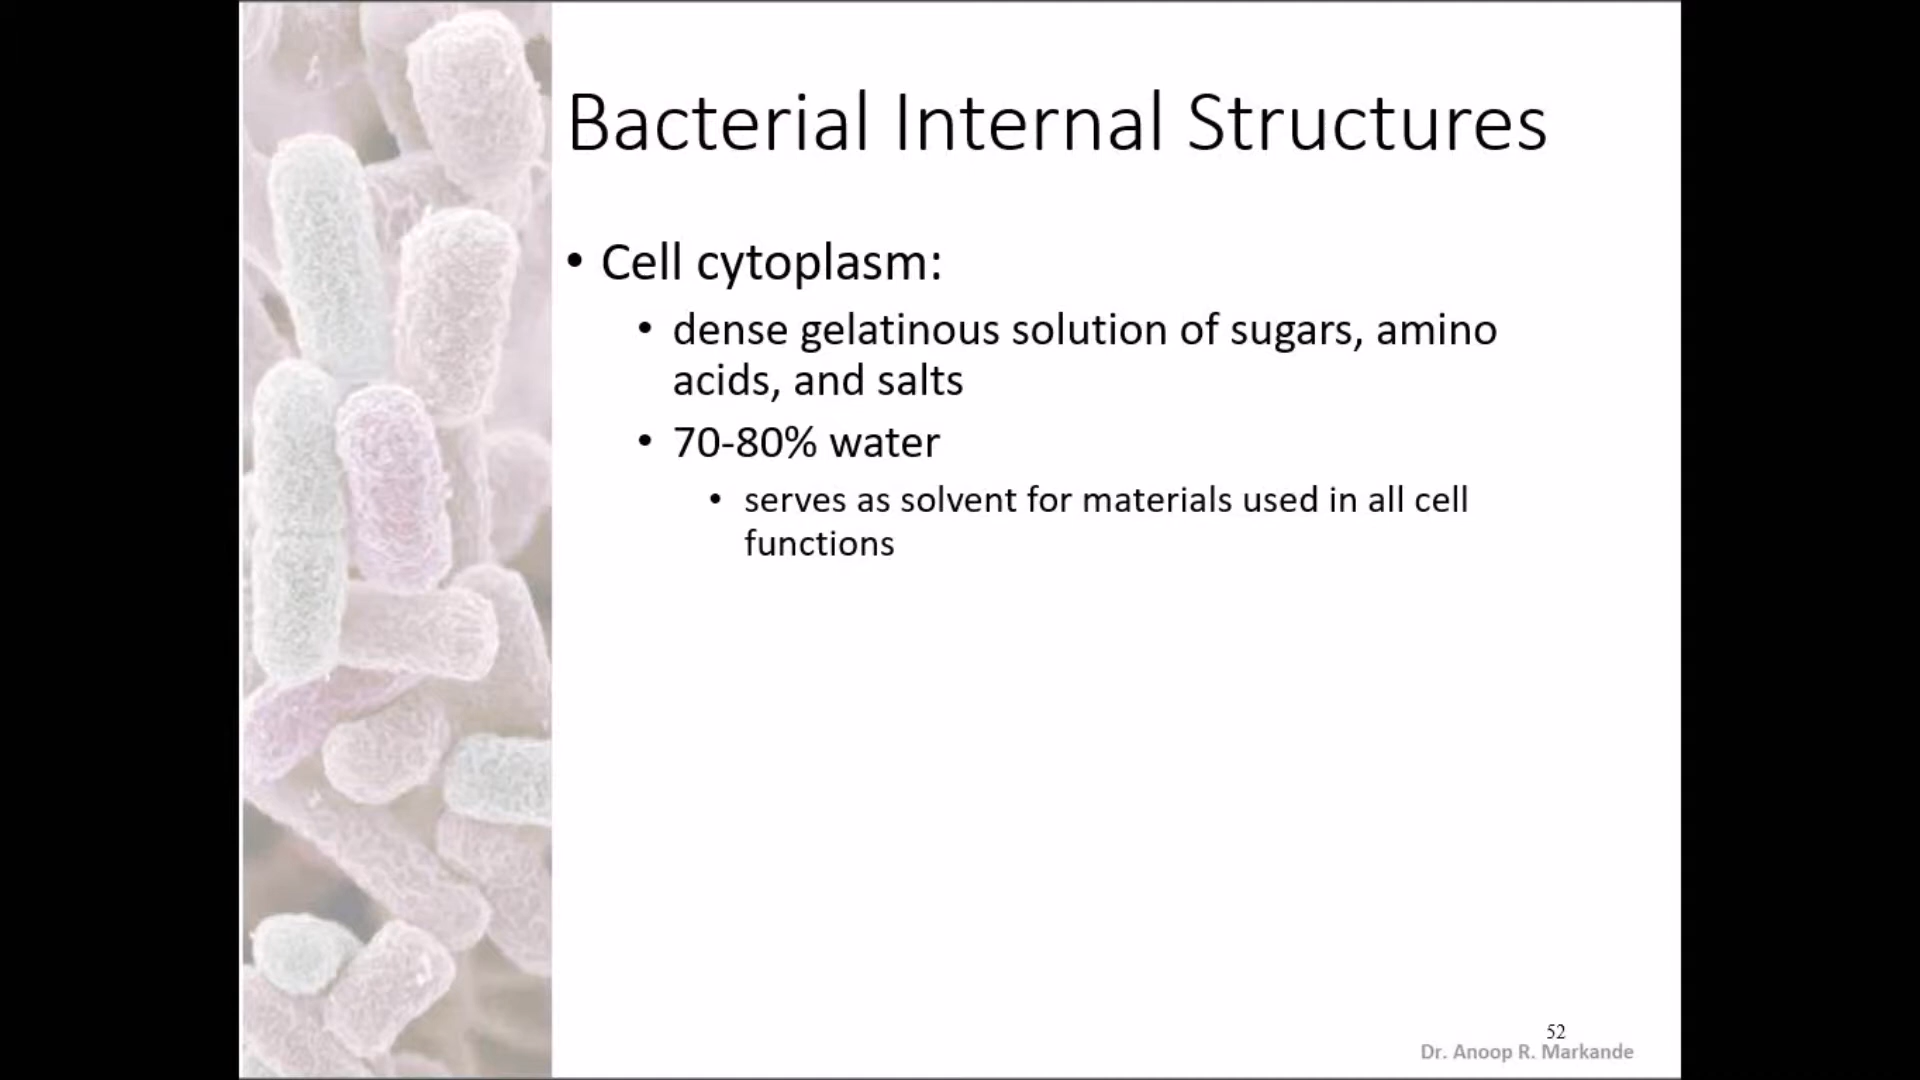 Bacterial Internal Structures
• Cell cytoplasm:
• dense gelatinous solution of sugars, amino
acids, and salts
• 70-80% water
• serves as solvent for materials used in all cell
functions
52
Dr. Anoop R. Markande